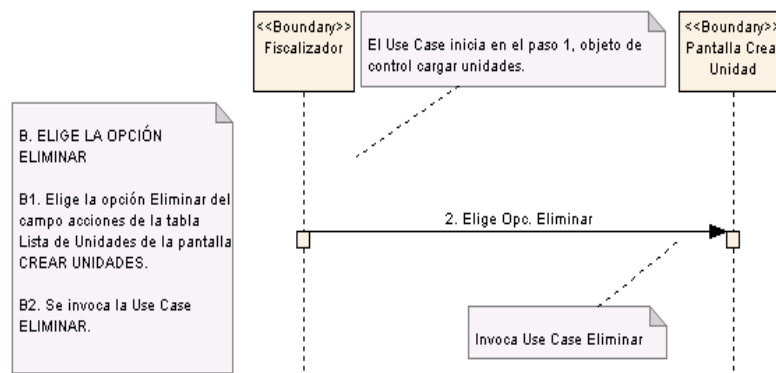 <<Boundary>>
Fiscalizador
El Use Case inicia en el paso 1, objeto de
control cargar unidades.
<<Boundary>>
Pantalla Crea
Unidad
B. ELIGE LA OPCIÓN
ELIMINAR
B1. Elige la opción Eliminar del
campo acciones de la tabla
Lista de Unidades de la pantalla
CREAR UNIDADES.
B2. Se invoca la Use Case
ELIMINAR.
2. Elige Opc. Eliminar
Invoca Use Case Eliminar